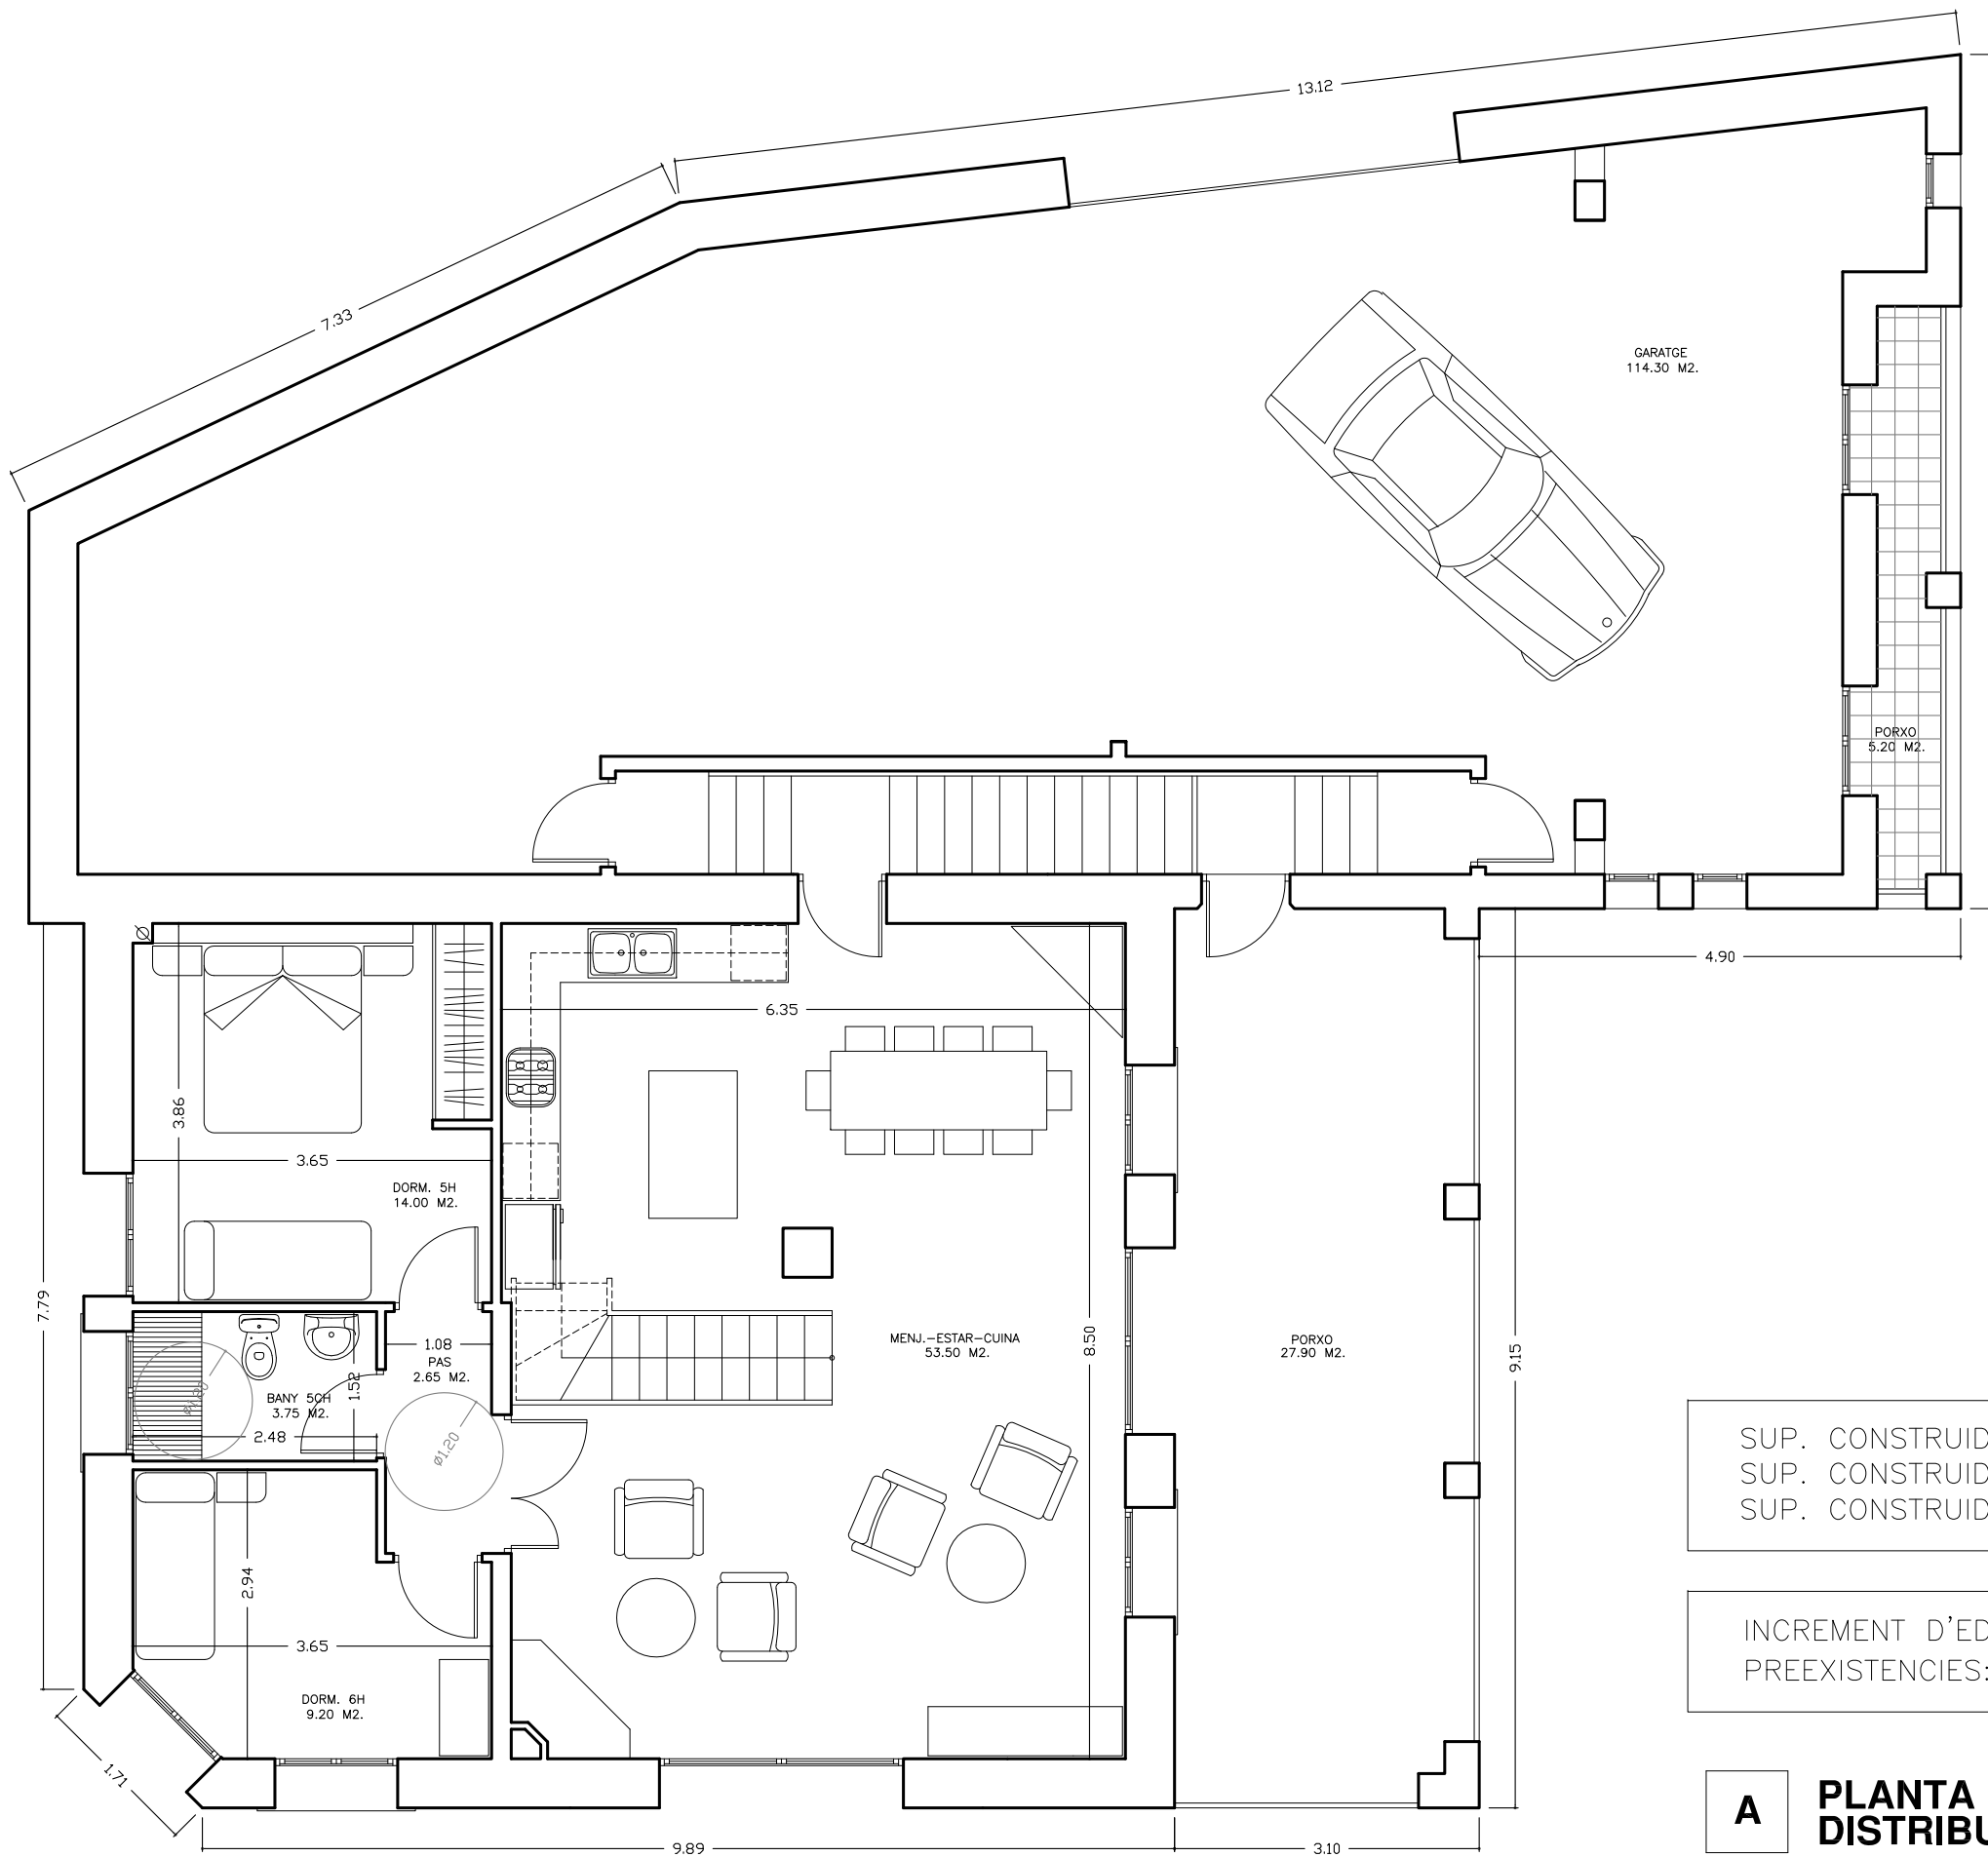 13.12
7.33
GARATGE
114.30 M2.
PORXO
5.20 M2.
4.90
6.35
3.86
3.65
DORM. 5H
14.00 M2.
7.79
1.08
PAS
2.65 M2.
MENJ.-ESTAR-CUINA
53.50 M2.
8.50
PORXO
27.90 M2.
9.15
1.52
ø1.20
BANY 5CH
3.75 M2.
2.48
ø1.20
SUP. CONSTRUID
SUP. CONSTRUID
SUP. CONSTRUID
2.94
3.65
DORM. 6H
9.20 M2.
INCREMENT D'ED
PREEXISTENCIES:
1.71
A
PLANTA
DISTRIBU
9.89
3.10